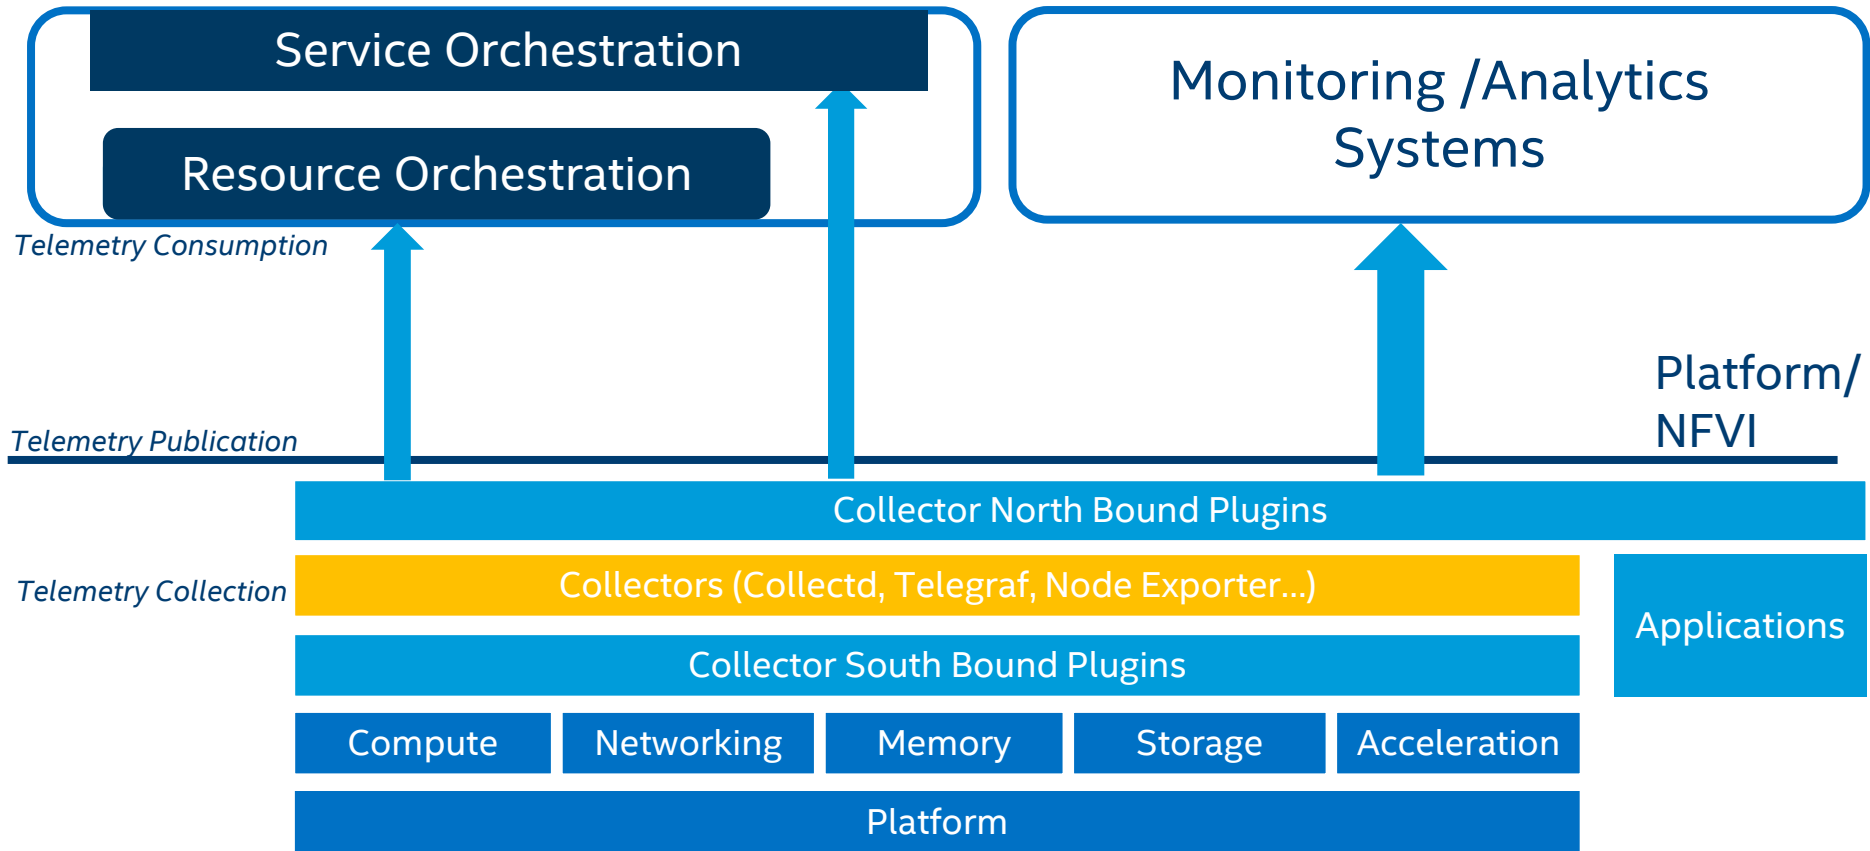 Service Orchestration
Resource Orchestration
Monitoring /Analytics
Systems
Telemetry Consumption
Platform/
NFVI
Telemetry Publication
Collector North Bound Plugins
Telemetry Collection
Collectors (Collectd, Telegraf, Node Exporter...)
Applications
Collector South Bound Plugins
Compute
Networking
Memory
Storage
Acceleration
Platform